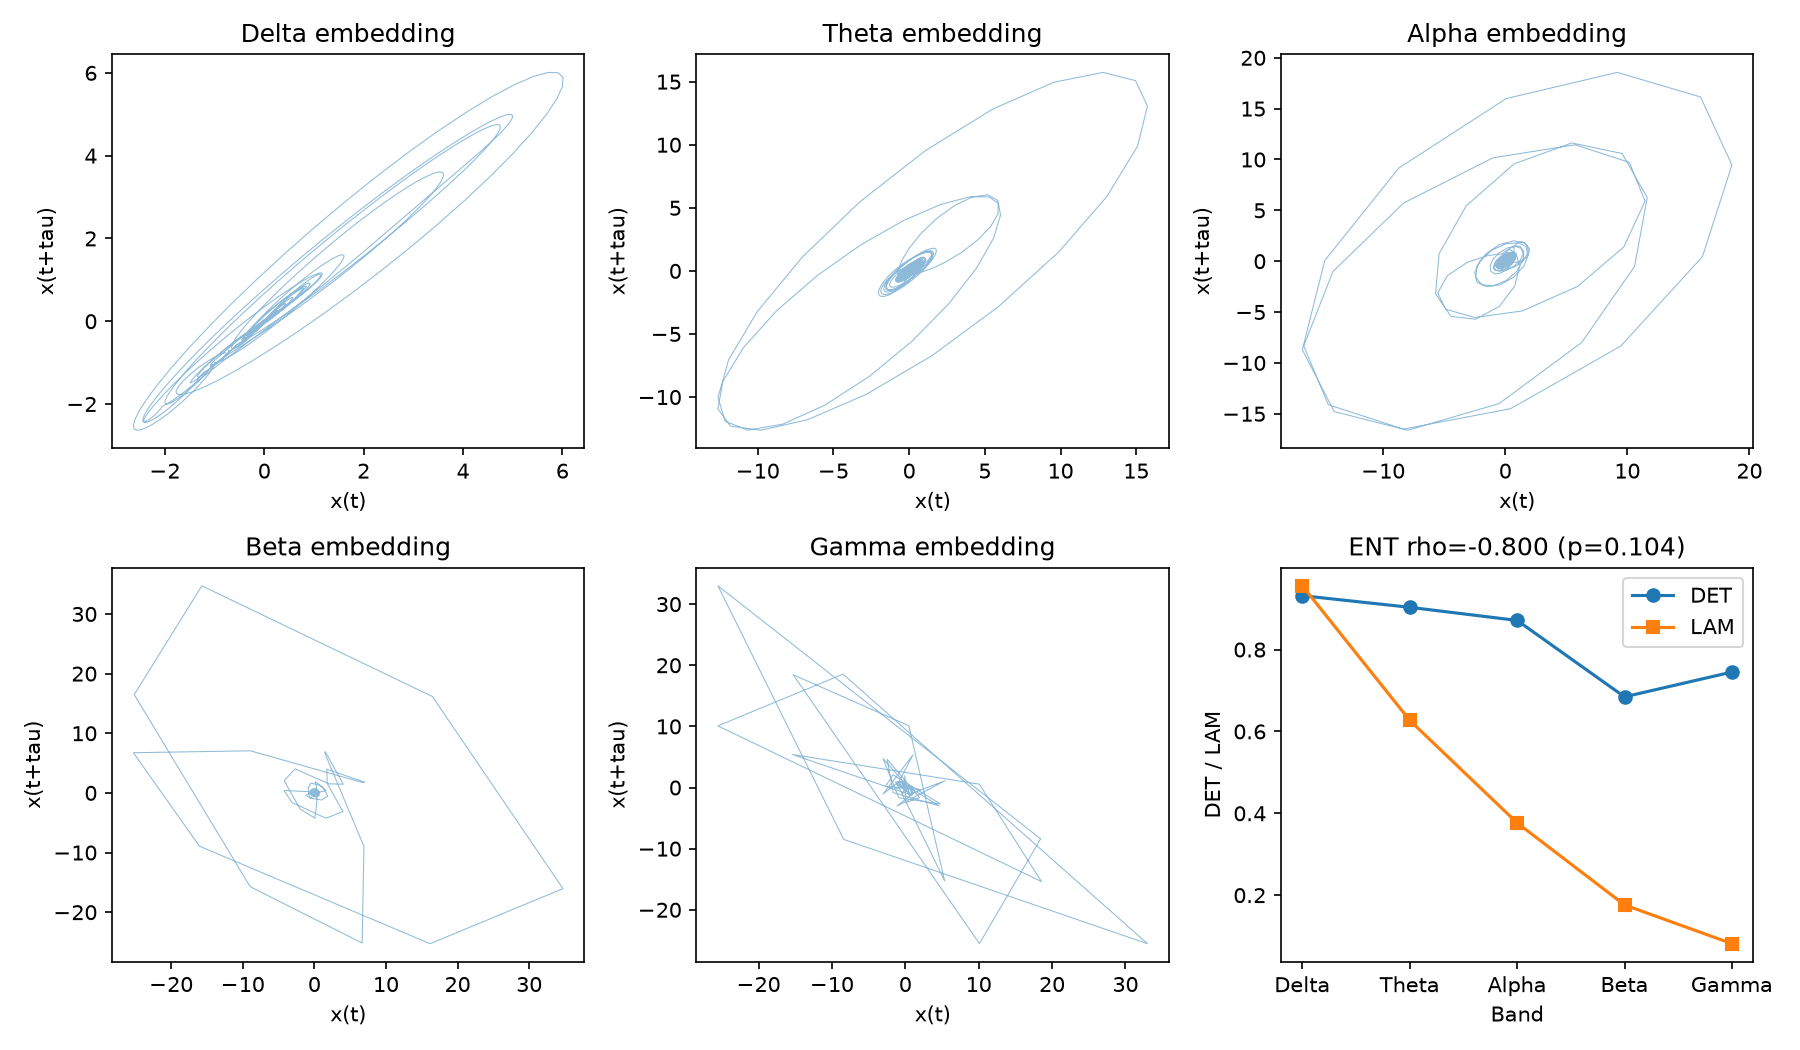 Delta embedding
6
4
2
0
−2
x(t+tau)
−2 0 2 4 6
x(t)
Theta embedding
15
10
5
0
−5
−10
x(t+tau)
−10 −5 0 5 10 15
x(t)
Alpha embedding
20
15
10
5
0
−5
−10
−15
x(t+tau)
−10 0 10 20
x(t)
Beta embedding
30
20
10
0
−10
−20
x(t+tau)
−20 −10 0 10 20 30
x(t)
Gamma embedding
30
20
10
0
−10
−20
x(t+tau)
−20 −10 0 10 20 30
x(t)
ENT rho=-0.800 (p=0.104)
DET
LAM
0.8
0.6
0.4
0.2
DET / LAM
Delta Theta Alpha Beta Gamma
Band